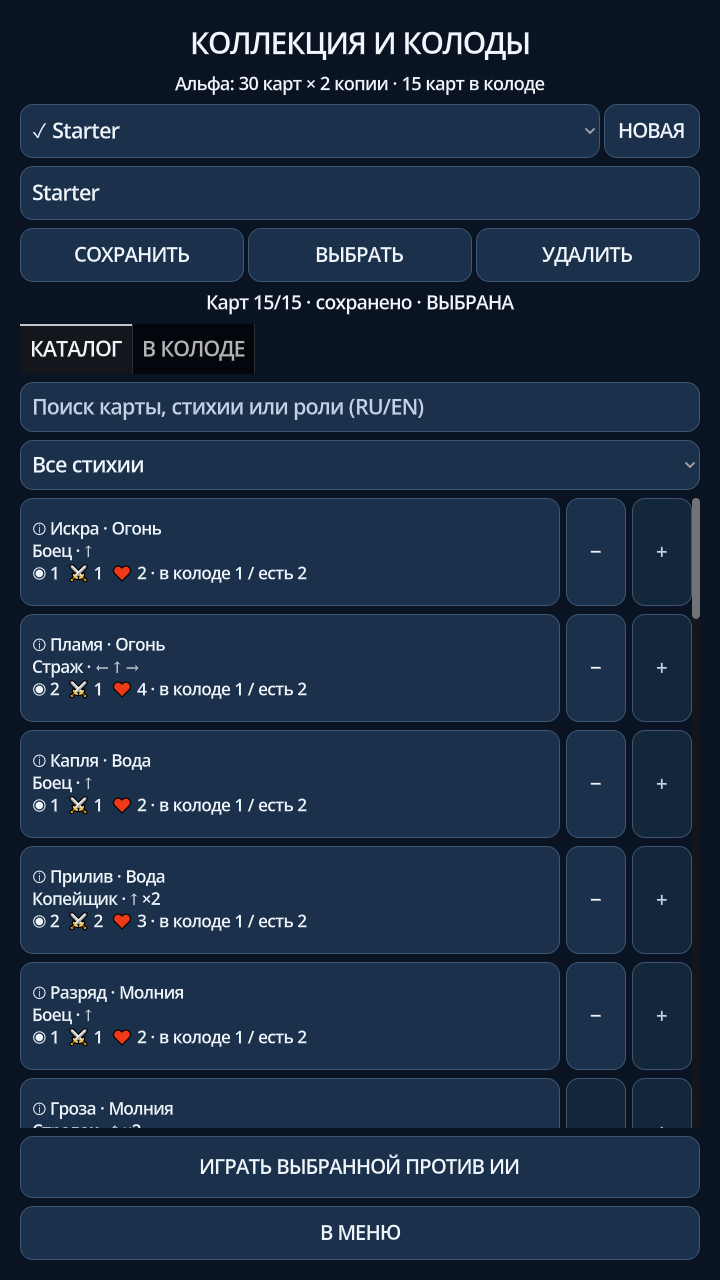 КОЛЛЕКЦИЯ И КОЛОДЫ
Альфа: 30 карт × 2 копии · 15 карт в колоде
✓ Starter
НОВАЯ
Starter
СОХРАНИТЬ
ВЫБРАТЬ
УДАЛИТЬ
Карт 15/15 · сохранено · ВЫБРАНА
КАТАЛОГ
В КОЛОДЕ
Поиск карты, стихии или роли (RU/EN)
Все стихии
ⓘ Искра · Огонь
Боец · ↑
◉ 1 ⚔ 1 ❤ 2 · в колоде 1 / есть 2
− +
ⓘ Пламя · Огонь
Страж · ← ↑ →
◉ 2 ⚔ 1 ❤ 4 · в колоде 1 / есть 2
− +
ⓘ Капля · Вода
Боец · ↑
◉ 1 ⚔ 1 ❤ 2 · в колоде 1 / есть 2
− +
ⓘ Прилив · Вода
Копейщик · ↑ ×2
◉ 2 ⚔ 2 ❤ 3 · в колоде 1 / есть 2
− +
ⓘ Разряд · Молния
Боец · ↑
◉ 1 ⚔ 1 ❤ 2 · в колоде 1 / есть 2
− +
ⓘ Гроза · Молния
ИГРАТЬ ВЫБРАННОЙ ПРОТИВ ИИ
В МЕНЮ